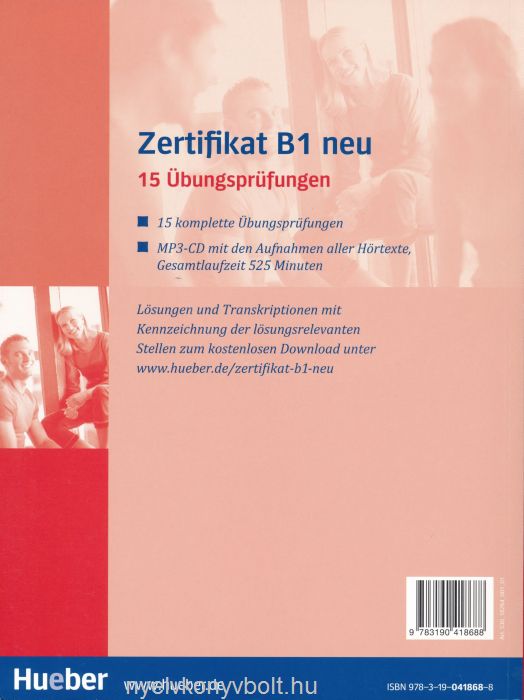 Zertifikat B1 neu
15 Übungsprüfungen
15 komplette Übungsprüfungen
MP3-CD mit den Aufnahmen aller Hörtexte,
Gesamtlaufzeit 525 Minuten
Lösungen und Transkriptionen mit
Kennzeichnung der lösungsrelevanten
Stellen zum kostenlosen Download unter
www.hueber.de/zertifikat-b1-neu
9 783190 418688
Hueber
www.hueber.de
nyelvkonyvbolt.hu
ISBN 978–3–19–041868–8